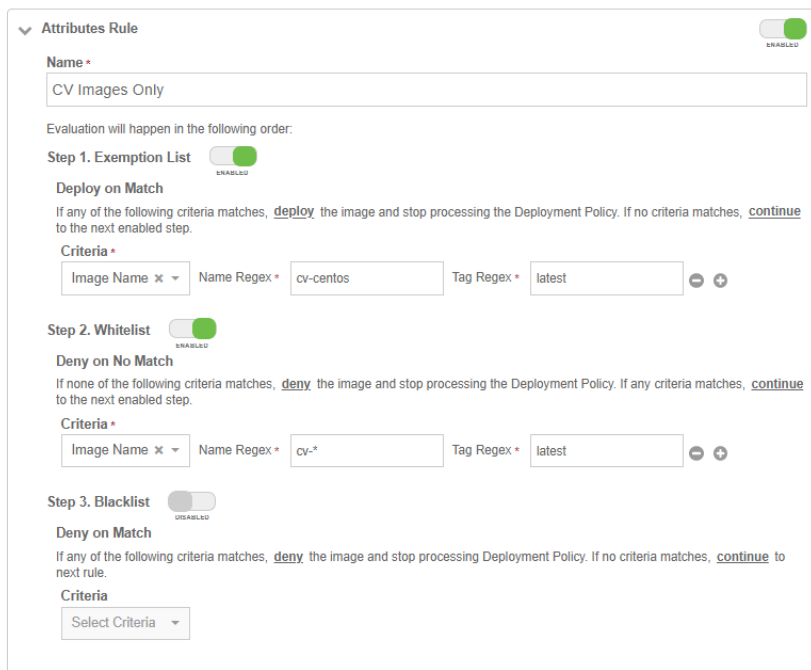 Attributes Rule
ENABLED
Name *
CV Images Only
Evaluation will happen in the following order:
Step 1. Exemption List
ENABLED
Deploy on Match
If any of the following criteria matches, deploy the image and stop processing the Deployment Policy. If no criteria matches, continue
to the next enabled step.
Criteria *
Image Name × Name Regex * cv-centos Tag Regex * latest
Step 2. Whitelist
ENABLED
Deny on No Match
If none of the following criteria matches, deny the image and stop processing the Deployment Policy. If any criteria matches, continue
to the next enabled step.
Criteria *
Image Name × Name Regex * cv-* Tag Regex * latest
Step 3. Blacklist
DISABLED
Deny on Match
If any of the following criteria matches, deny the image and stop processing Deployment Policy. If no criteria matches, continue to
next rule.
Criteria
Select Criteria